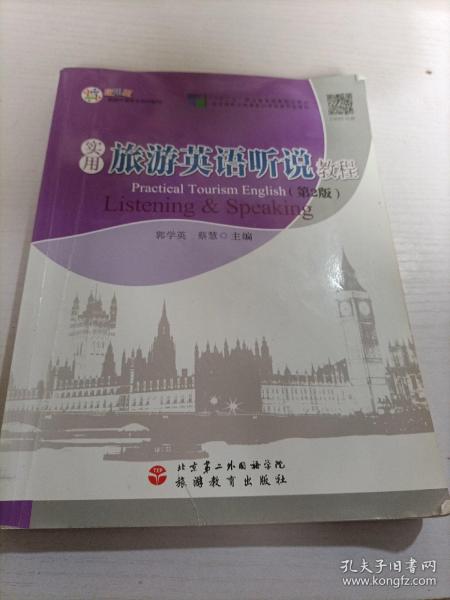 实用
旅游英语听说教程
Practical Tourism English（第2版）
Listening & Speaking
郭学英 蔡慧◎主编
TEP
北京第二外国语学院
旅游教育出版社
孔夫子旧书网
www.kongfz.com